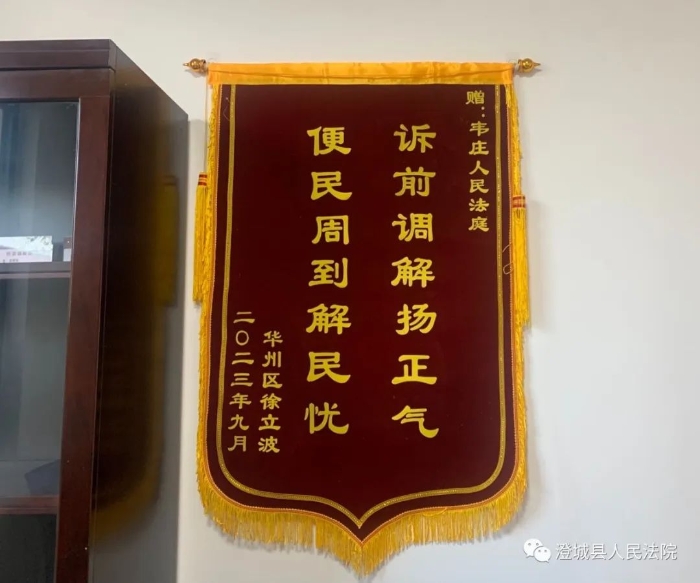 赠：韦庄人民法庭
诉前调解扬正气
便民周到解民忧
华州区徐立波
二〇二三年九月
澄城县人民法院